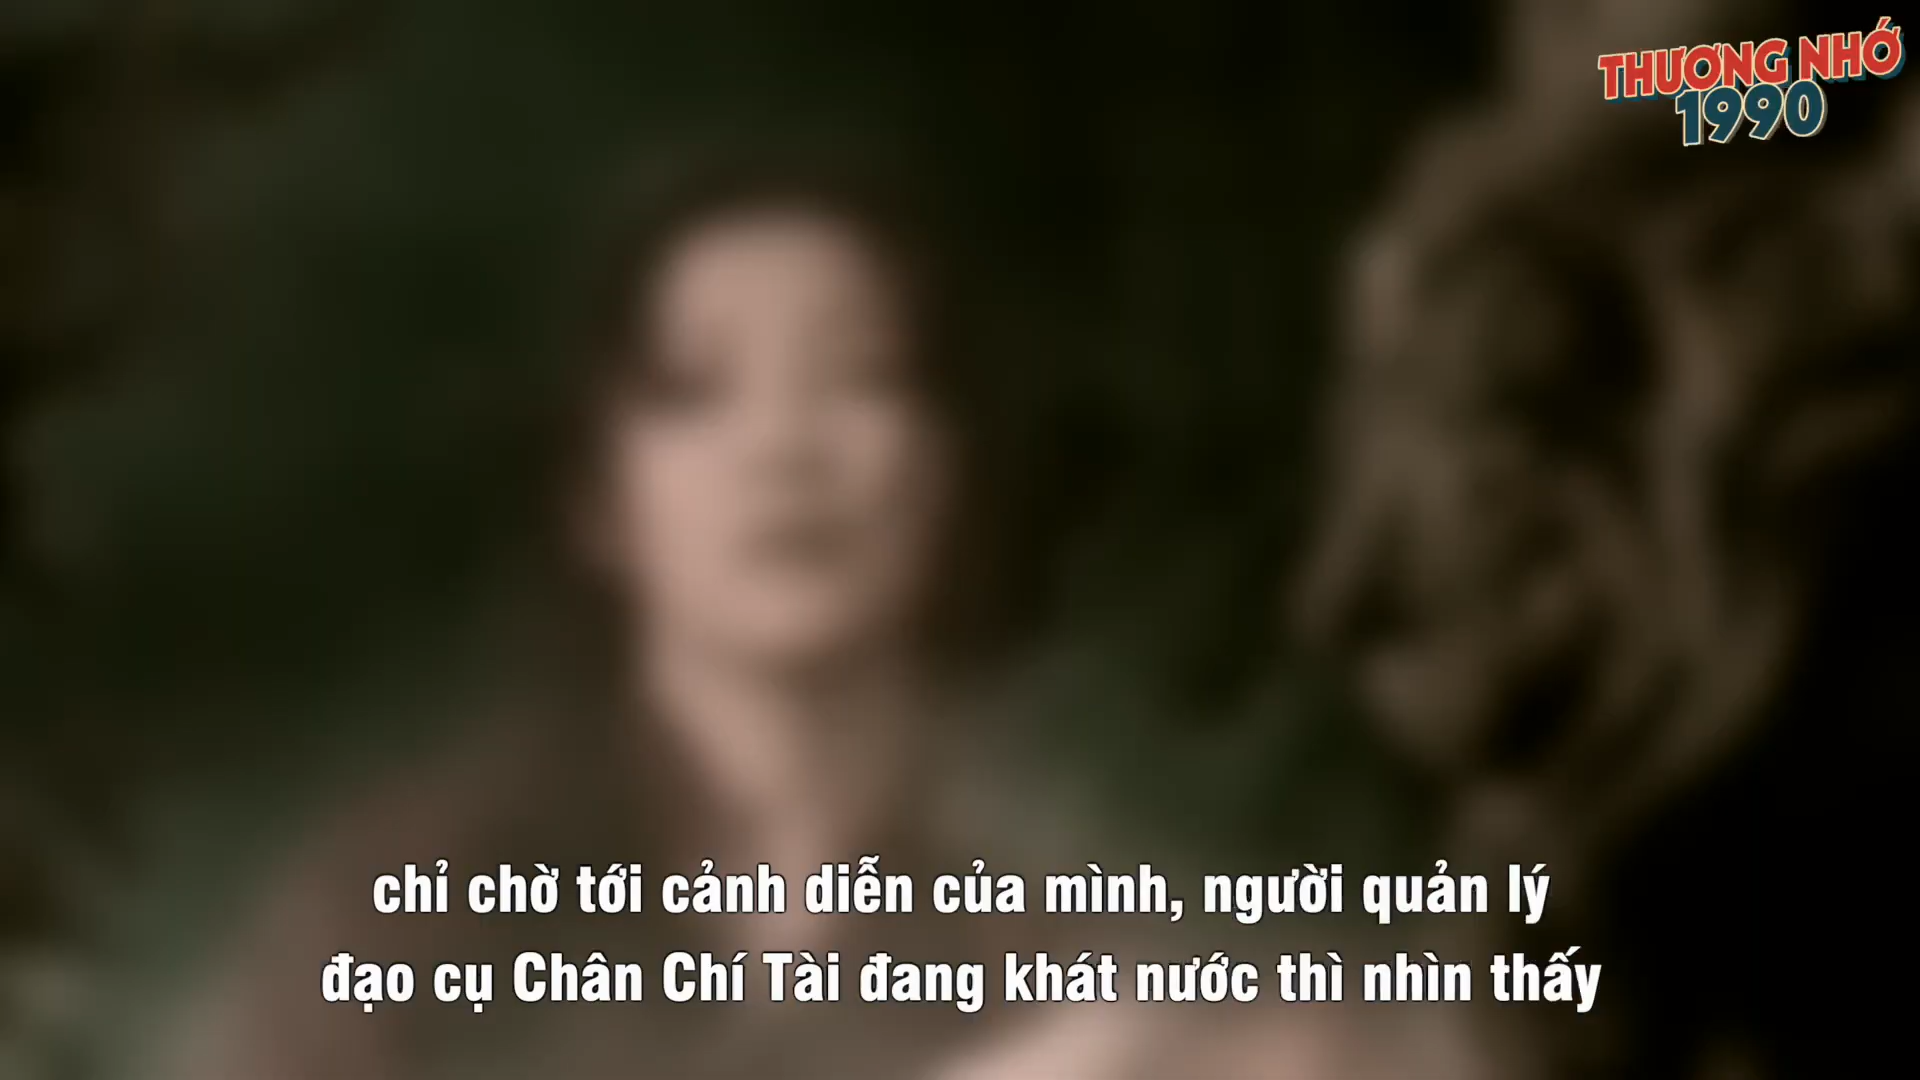 THƯƠNG NHỚ
1990
chỉ chờ tới cảnh diễn của mình, người quản lý
đạo cụ Chân Chí Tài đang khát nước thì nhìn thấy